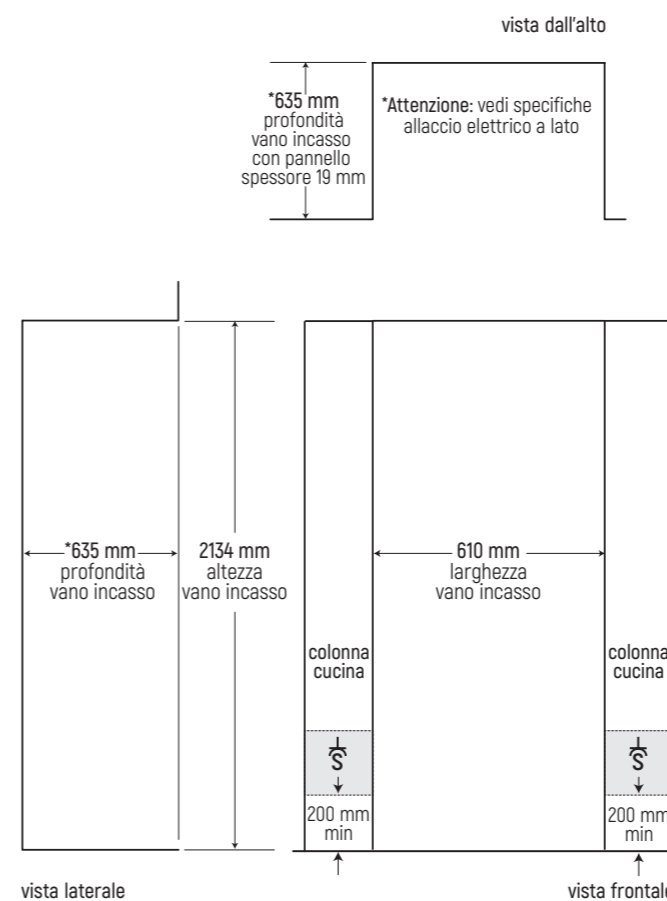 vista dall'alto
*635 mm
profondità
vano incasso
con pannello
spessore 19 mm
*Attenzione: vedi specifiche
allaccio elettrico a lato
*635 mm
profondità
vano incasso
2134 mm
altezza
vano incasso
610 mm
larghezza
vano incasso
colonna
cucina
colonna
cucina
S
S
200 mm
min
200 mm
min
vista laterale
vista frontale